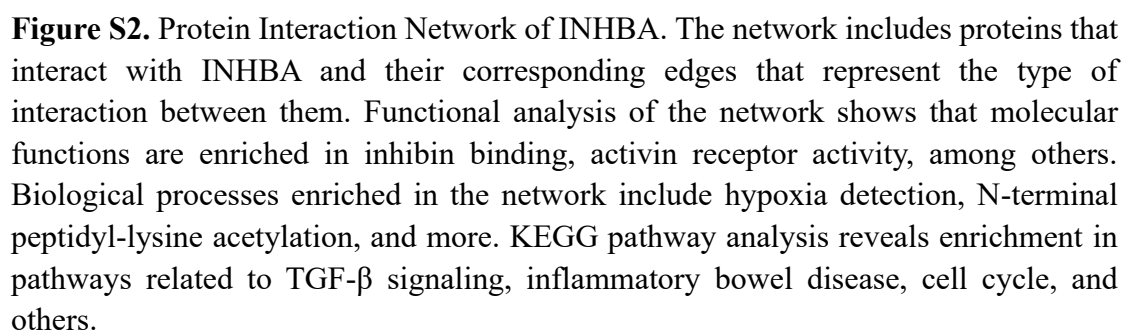 Figure S2. Protein Interaction Network of INHBA. The network includes proteins that
interact with INHBA and their corresponding edges that represent the type of
interaction between them. Functional analysis of the network shows that molecular
functions are enriched in inhibin binding, activin receptor activity, among others.
Biological processes enriched in the network include hypoxia detection, N-terminal
peptidyl-lysine acetylation, and more. KEGG pathway analysis reveals enrichment in
pathways related to TGF-β signaling, inflammatory bowel disease, cell cycle, and
others.